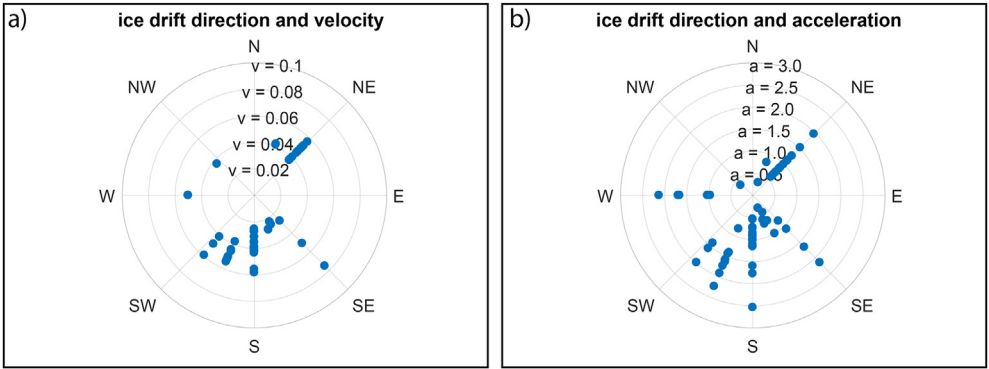 a)
ice drift direction and velocity
N
v = 0.1
NW
NE
v = 0.08
v = 0.06
v = 0.04
v = 0.02
W
E
SW
SE
S
b)
ice drift direction and acceleration
N
a = 3.0
NW
NE
a = 2.5
a = 2.0
a = 1.5
a = 1.0
a = 0.5
W
E
SW
SE
S